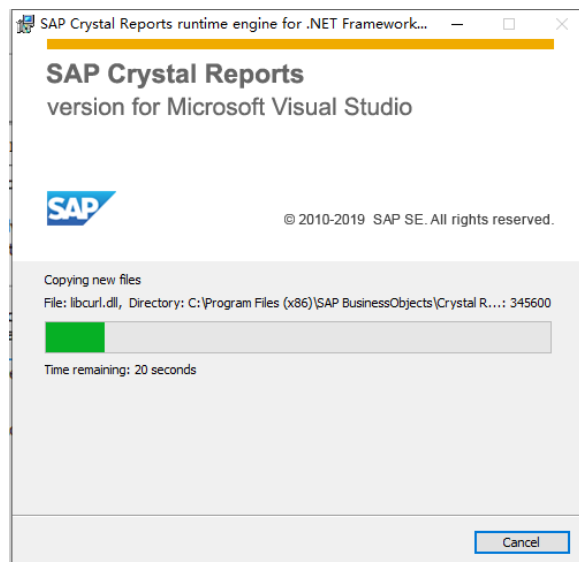 SAP Crystal Reports runtime engine for .NET Framework...
SAP Crystal Reports
version for Microsoft Visual Studio
SAP
© 2010-2019 SAP SE. All rights reserved.
Copying new files
File: libcurl.dll, Directory: C:\Program Files (x86)\SAP BusinessObjects\Crystal R...: 345600
Time remaining: 20 seconds
Cancel